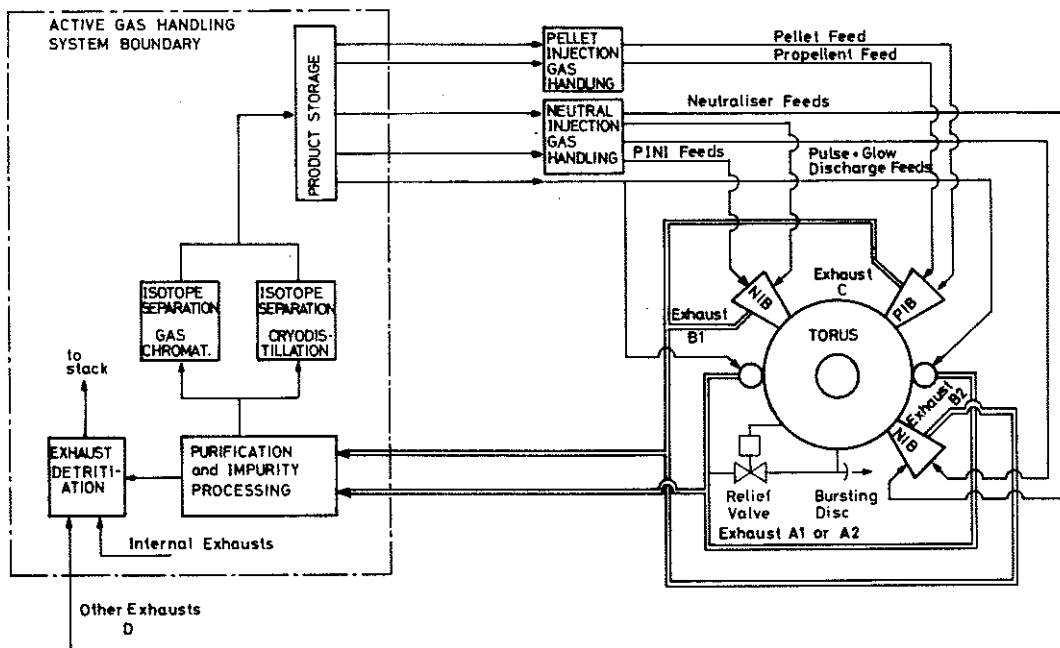 ACTIVE GAS HANDLING
SYSTEM BOUNDARY
PRODUCT STORAGE
PELLET
INJECTION
GAS
HANDLING
Pellet Feed
Propellent Feed
Neutraliser Feeds
NEUTRAL
INJECTION
GAS
HANDLING
PINI Feeds
Pulse + Glow
Discharge Feeds
ISOTOPE
SEPARATION
GAS
CHROMAT.
ISOTOPE
SEPARATION
CRYODIS-
TILLATION
NIB
Exhaust
C
PIB
Exhaust
B1
TORUS
Exhaust
B2
NIB
to
stack
EXHAUST
DETRITI-
ATION
PURIFICATION
and IMPURITY
PROCESSING
Relief
Valve
Bursting
Disc
Exhaust A1 or A2
Internal Exhausts
Other Exhausts
D